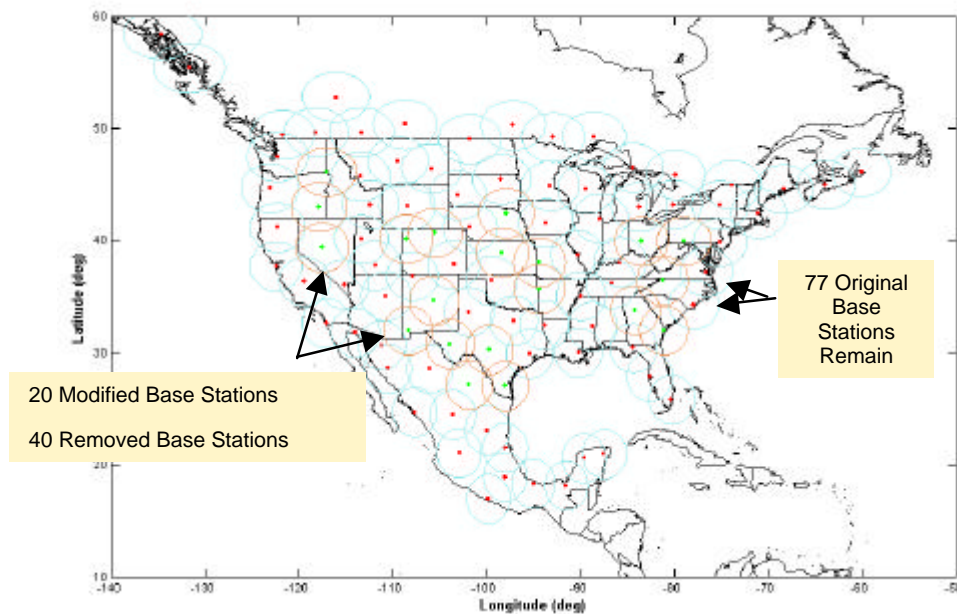 60
50
40
30
20
10
Latitude (deg)
77 Original
Base
Stations
Remain
20 Modified Base Stations
40 Removed Base Stations
-140 -130 -120 -110 -100 -90 -80 -70 -60 -50
Longitude (deg)